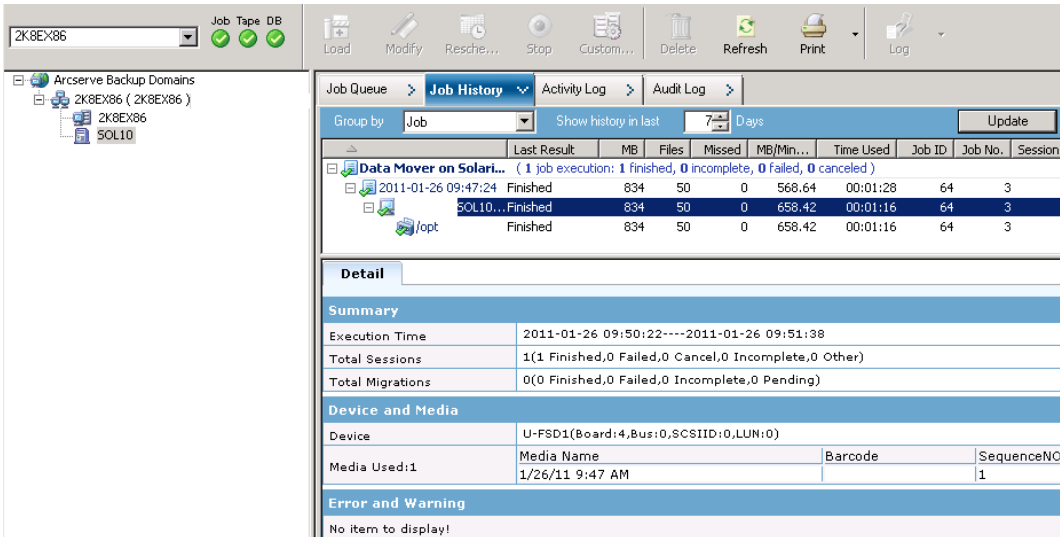 2K8EX86
Job Tape DB
Load Modify Resche... Stop Custom... Delete Refresh Print Log
Arcserve Backup Domains
2K8EX86 ( 2K8EX86 )
2K8EX86
SOL10
Job Queue Job History Activity Log Audit Log
Group by Job Show history in last 7 Days Update
Last Result MB Files Missed MB/Min... Time Used Job ID Job No. Session
Data Mover on Solari... ( 1 job execution: 1 finished, 0 incomplete, 0 failed, 0 canceled )
2011-01-26 09:47:24 Finished 834 50 0 568.64 00:01:28 64 3
SOL10... Finished 834 50 0 658.42 00:01:16 64 3
/opt Finished 834 50 0 658.42 00:01:16 64 3
Detail
Summary
Execution Time 2011-01-26 09:50:22----2011-01-26 09:51:38
Total Sessions 1(1 Finished,0 Failed,0 Cancel,0 Incomplete,0 Other)
Total Migrations 0(0 Finished,0 Failed,0 Incomplete,0 Pending)
Device and Media
Device U-FSD1(Board:4,Bus:0,SCSIID:0,LUN:0)
Media Used:1 Media Name Barcode SequenceNO
1/26/11 9:47 AM 1
Error and Warning
No item to display!